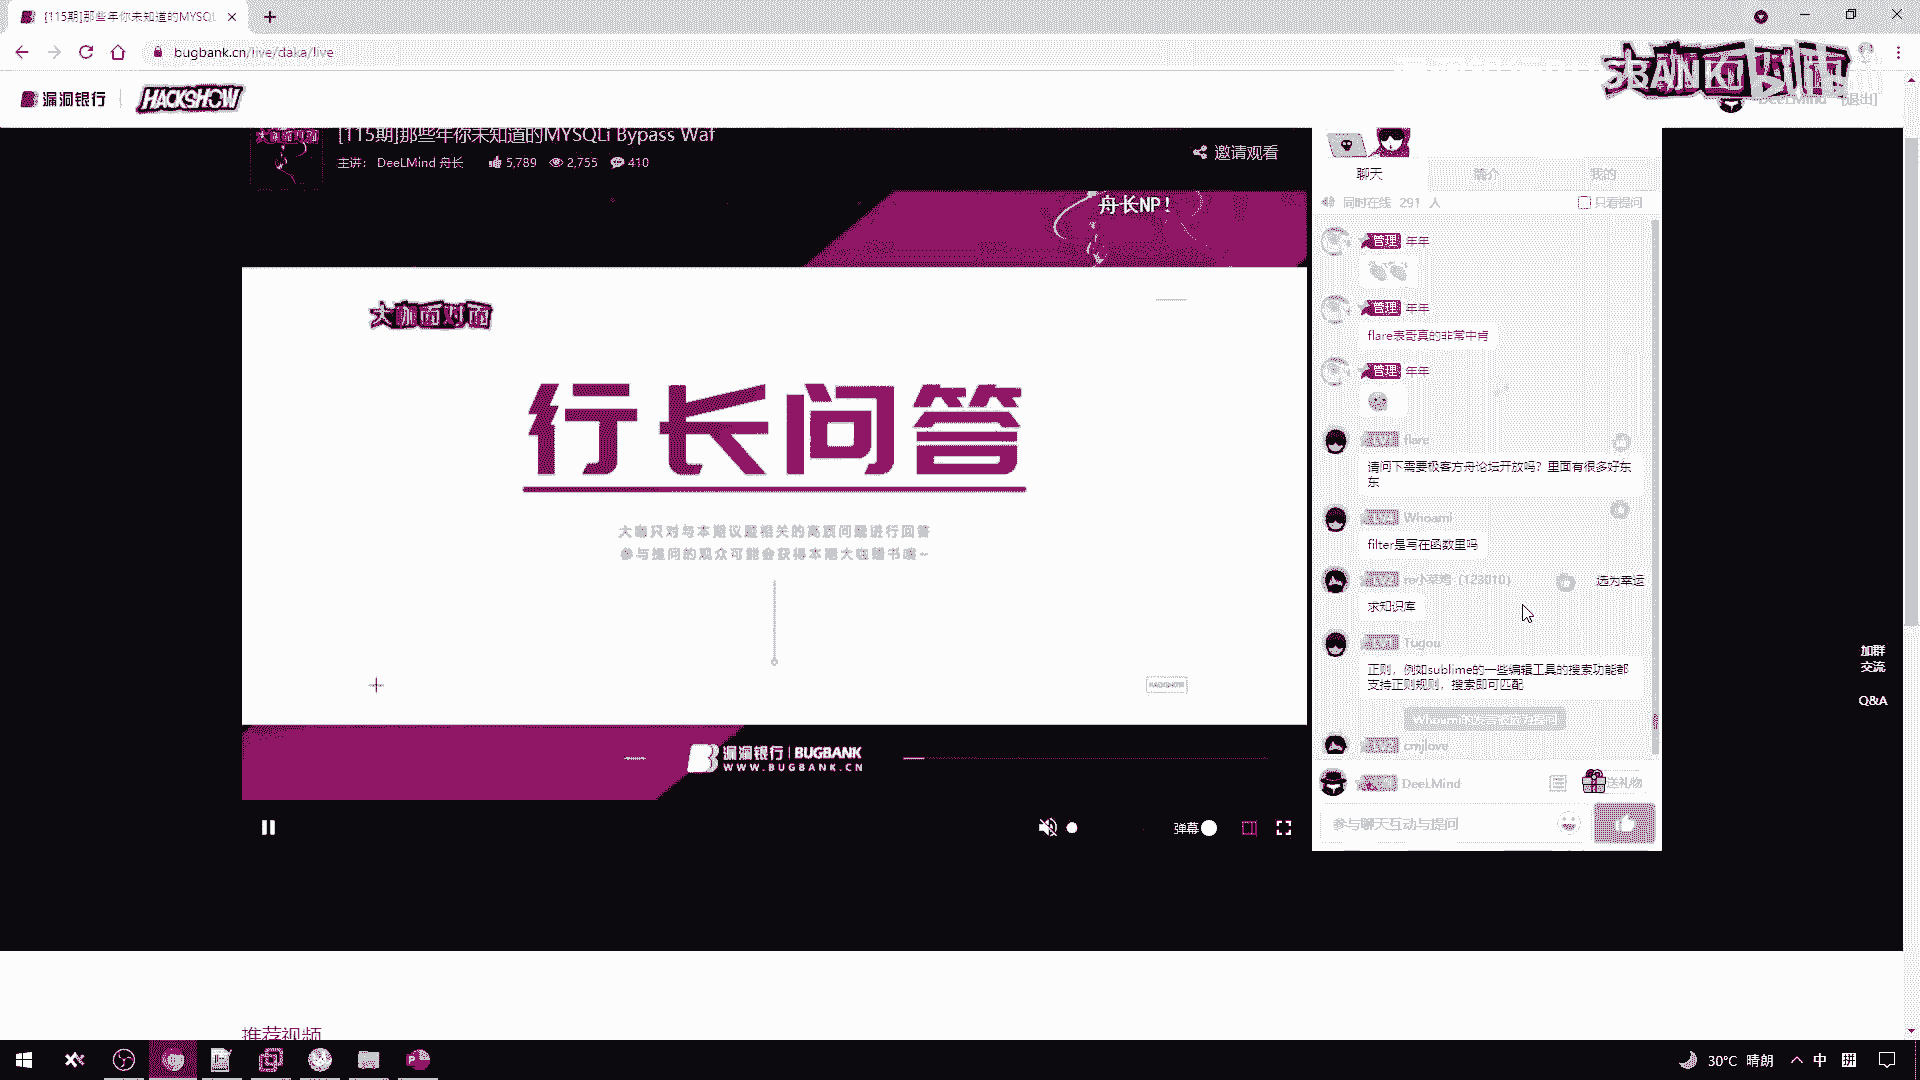 [115期]那些年你未知道的MYSQL
bugbank.cn/live/daka/live
漏洞银行
HACKSHOW
BANK
大咖面对面
DeeLMind [退出]
[115期]那些年你未知道的MYSQLi Bypass Waf
主讲: DeeLMind 舟长 5,789 2,755 410
邀请观看
舟长NP!
大咖面对面
行长问答
大咖只对与本期议题相关的高质问题进行回答
参与提问的观众可能会获得本期大咖赠书哦~
HACKSHOW
漏洞银行 | BUGBANK
WWW.BUGBANK.CN
弹幕
聊天 简介 我的
同时在线 291 人 只看提问
管理 年年
管理 年年
flare表哥真的非常中肯
管理 年年
flare
请问下需要极客方舟论坛开放吗?里面有很多好东
东
Whoami
filter是写在函数里吗
re小菜鸡 (123010) 选为幸运
求知识库
Tugou
正则,例如sublime的一些编辑工具的搜索功能都
支持正则规则,搜索即可匹配
Whoami的发言被选为提问
cmjlove
DeeLMind 送礼物
参与聊天互动与提问
加群
交流
Q&A
推荐视频
30°C 晴朗 中 拼